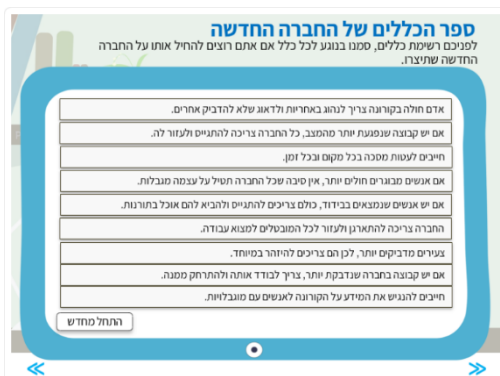 ספר הכללים של החברה החדשה
לפניכם רשימת כללים, סמנו בנוגע לכל כלל אם אתם רוצים להחיל אותו על החברה
החדשה שתיצרו.
אדם חולה בקורונה צריך לנהוג באחריות ולדאוג שלא להדביק אחרים.
אם יש קבוצה שנפגעת יותר מהמצב, כל החברה צריכה להתגייס ולעזור לה.
חייבים לעטות מסכה בכל מקום ובכל זמן.
אם אנשים מבוגרים חולים יותר, אין סיבה שכל החברה תטיל על עצמה מגבלות.
אם יש אנשים שנמצאים בבידוד, כולם צריכים להתגייס ולהביא להם אוכל בתורנות.
החברה צריכה להתארגן ולעזור לכל המובטלים למצוא עבודה.
צעירים מדביקים יותר, לכן הם צריכים להיזהר במיוחד.
אם יש קבוצה בחברה שנדבקת יותר, צריך לבודד אותה ולהתרחק ממנה.
חייבים להנגיש את המידע על הקורונה לאנשים עם מוגבלויות.
התחל מחדש